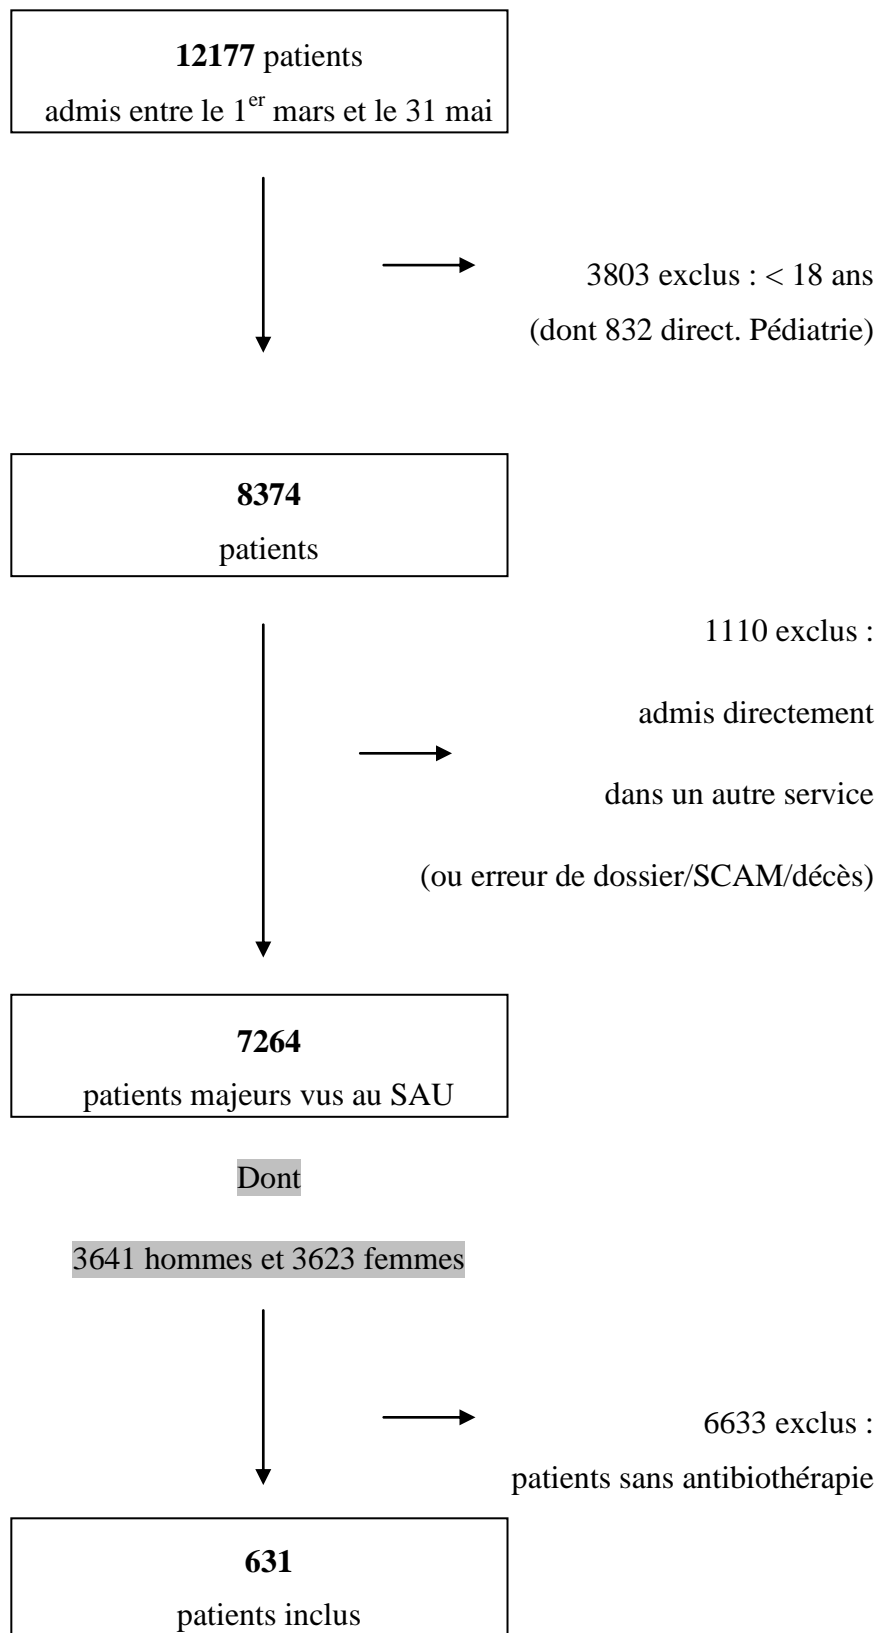 12177 patients
admis entre le 1er mars et le 31 mai
3803 exclus : < 18 ans
(dont 832 direct. Pédiatrie)
8374
patients
1110 exclus :
admis directement
dans un autre service
(ou erreur de dossier/SCAM/décès)
7264
patients majeurs vus au SAU
Dont
3641 hommes et 3623 femmes
6633 exclus :
patients sans antibiothérapie
631
patients inclus